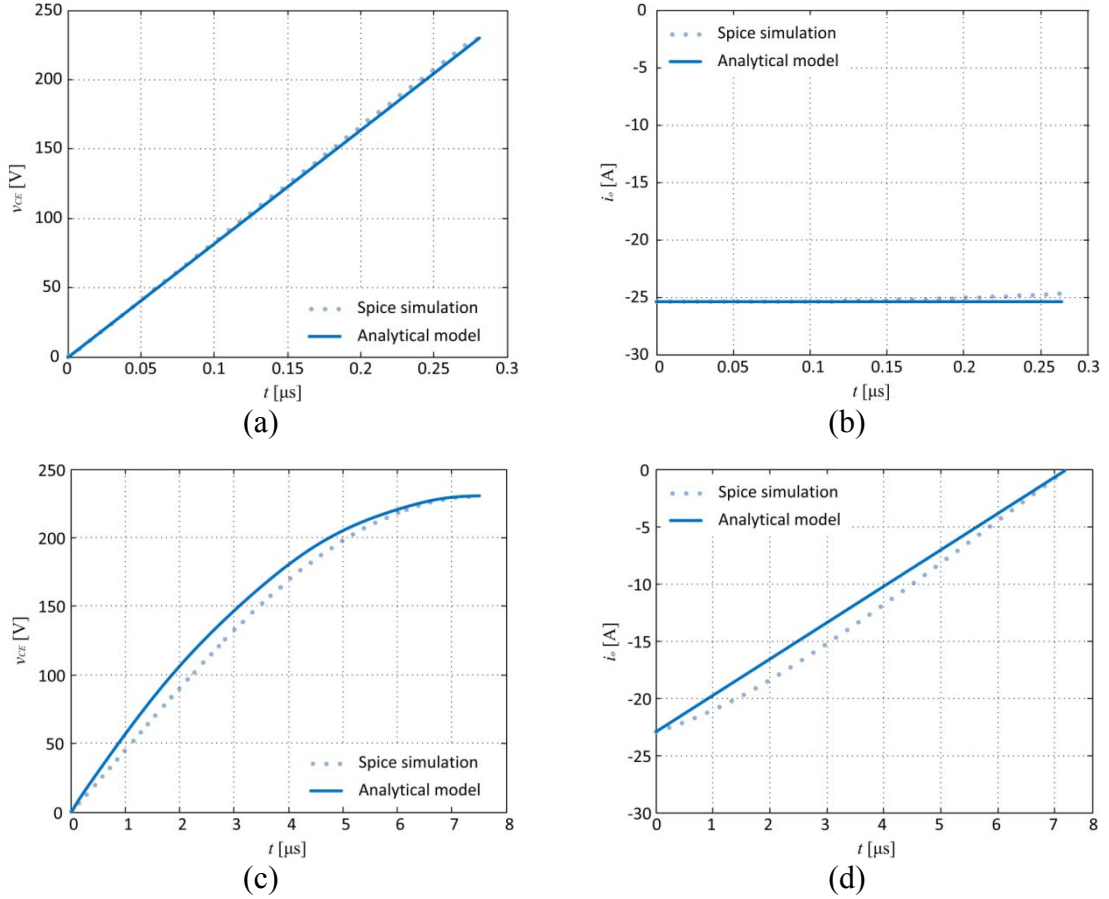 250
200
150
100
50
0
v_CE [V]
Spice simulation
Analytical model
0 0.05 0.1 0.15 0.2 0.25 0.3
t [µs]
(a)
0
-5
-10
-15
-20
-25
-30
i_o [A]
Spice simulation
Analytical model
0 0.05 0.1 0.15 0.2 0.25 0.3
t [µs]
(b)
250
200
150
100
50
0
v_CE [V]
Spice simulation
Analytical model
0 1 2 3 4 5 6 7 8
t [µs]
(c)
0
-5
-10
-15
-20
-25
-30
i_o [A]
Spice simulation
Analytical model
0 1 2 3 4 5 6 7 8
t [µs]
(d)